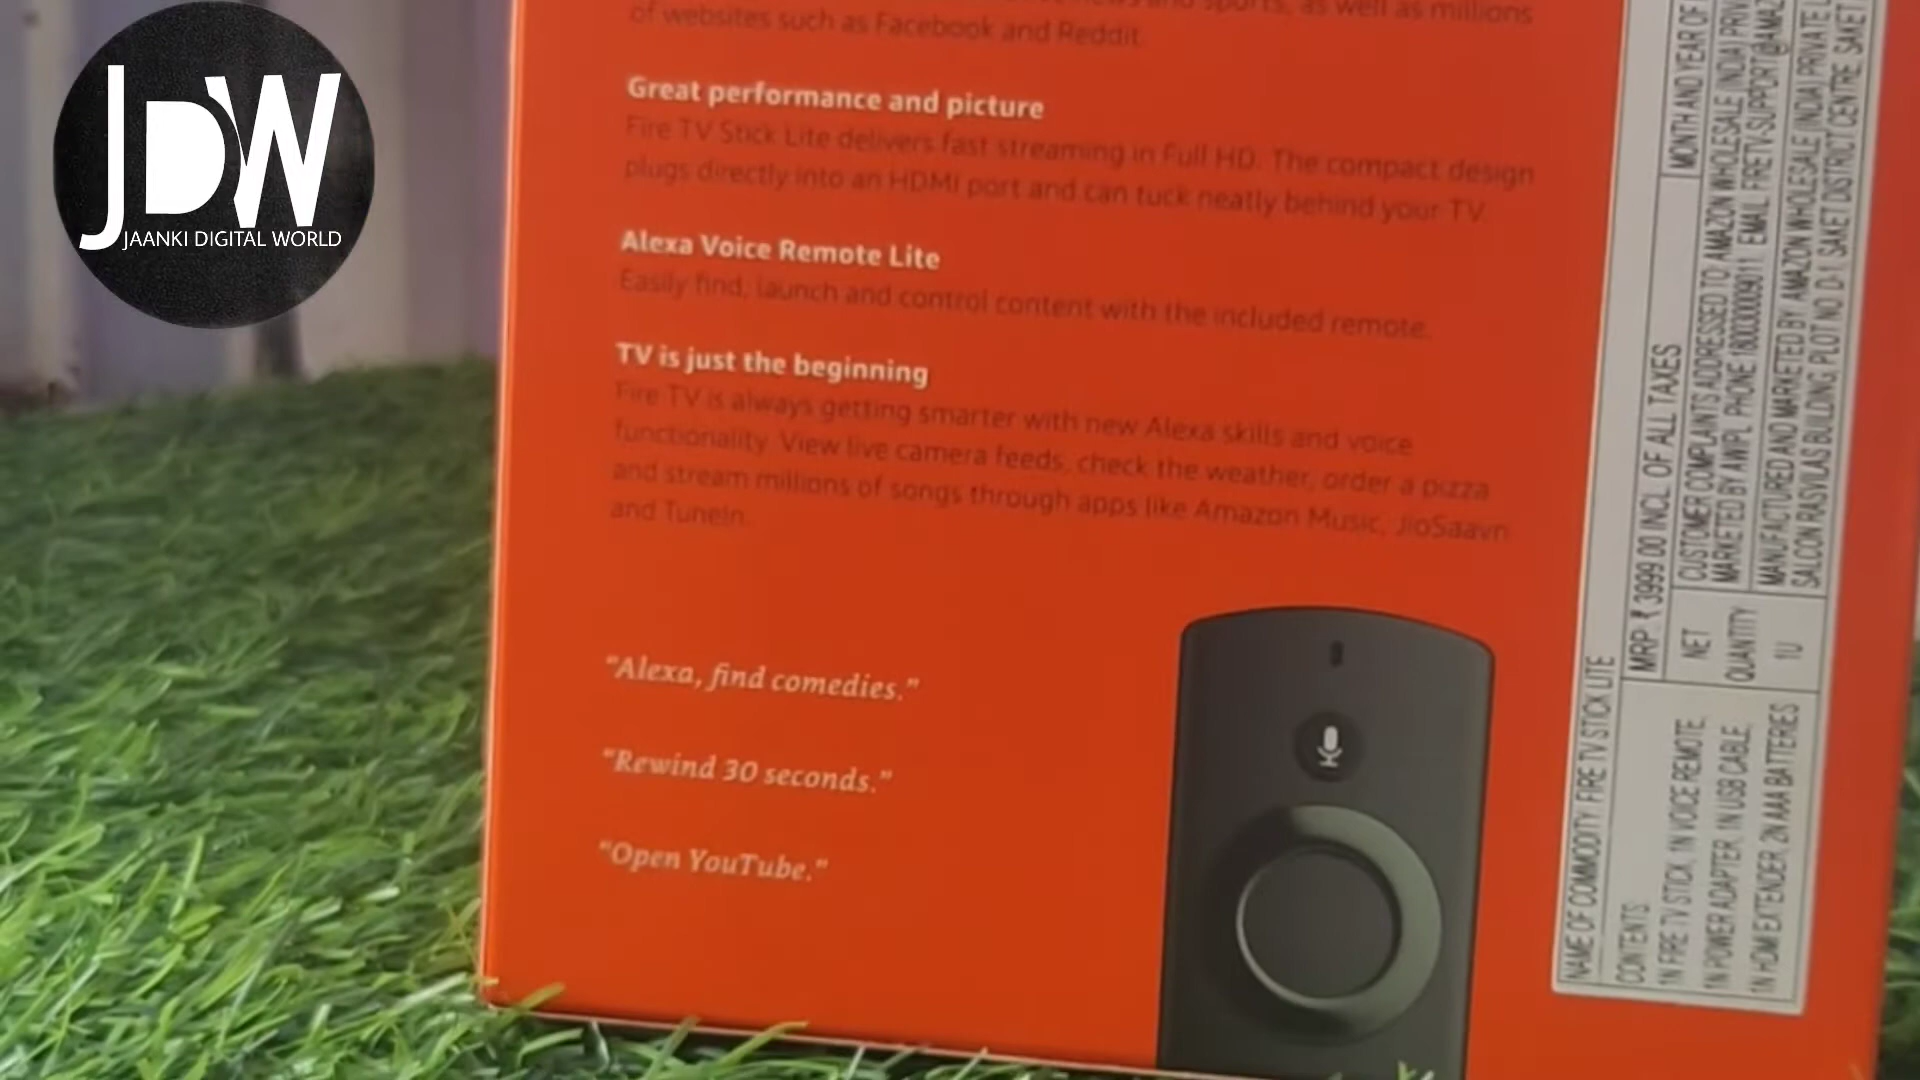 JDW
JAANKI DIGITAL WORLD
news and sports, as well as millions
of websites such as Facebook and Reddit.
Great performance and picture
Fire TV Stick Lite delivers fast streaming in Full HD. The compact design
plugs directly into an HDMI port and can tuck neatly behind your TV.
Alexa Voice Remote Lite
Easily find, launch and control content with the included remote.
TV is just the beginning
Fire TV is always getting smarter with new Alexa skills and voice
functionality. View live camera feeds, check the weather, order a pizza
and stream millions of songs through apps like Amazon Music, JioSaavn
and TuneIn.
"Alexa, find comedies."
"Rewind 30 seconds."
"Open YouTube."
NAME OF COMMODITY FIRE TV STICK LITE
MRP ₹ 3999.00 INCL. OF ALL TAXES
MONTH AND YEAR OF
CONTENTS
1N FIRE TV STICK, 1N VOICE REMOTE,
1N POWER ADAPTER, 1N USB CABLE,
1N HDMI EXTENDER, 2N AAA BATTERIES
NET
QUANTITY
1U
CUSTOMER COMPLAINTS ADDRESSED TO: AMAZON WHOLESALE (INDIA) PRIV
MARKETED BY AWIPL PHONE EMAIL FIRETV-SUPPORT@AMAZ
MANUFACTURED AND MARKETED BY: AMAZON WHOLESALE (INDIA) PRIVATE
SALCON RASVILAS BUILDING, PLOT NO D-1, SAKET DISTRICT CENTRE, SAKET